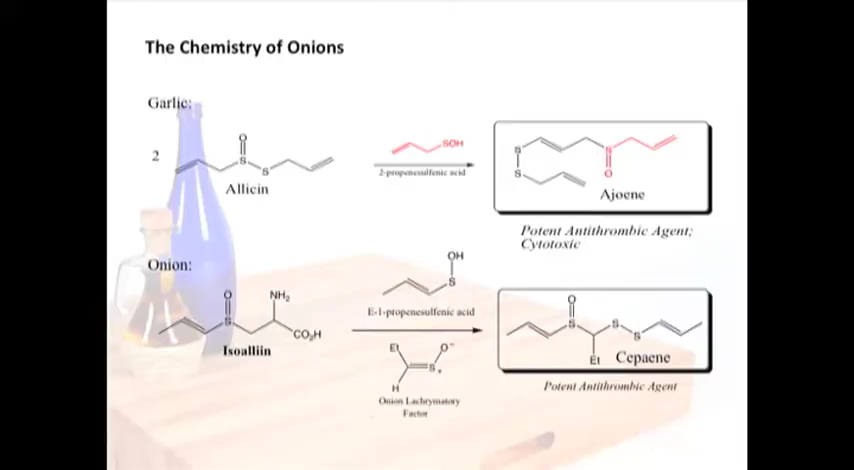 The Chemistry of Onions
Garlic:
2
O
S
S
Allicin
SOH
2-propenesulfenic acid
S
S
S
O
Ajoene
Potent Antithrombic Agent;
Cytotoxic
Onion:
O
S
NH2
CO2H
Isoalliin
OH
S
E-1-propenesulfenic acid
Et
O-
S+
H
Onion Lachrymatory
Factor
O
S
S
S
Et
Cepaene
Potent Antithrombic Agent